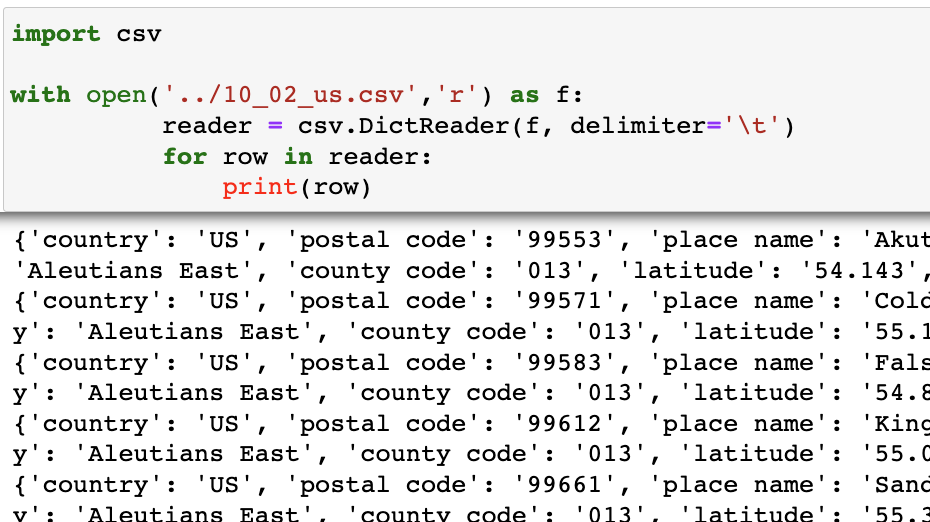 import csv
with open('../10_02_us.csv','r') as f:
reader = csv.DictReader(f, delimiter='\t')
for row in reader:
print(row)
{'country': 'US', 'postal code': '99553', 'place name': 'Akut
'Aleutians East', 'county code': '013', 'latitude': '54.143',
{'country': 'US', 'postal code': '99571', 'place name': 'Cold
y': 'Aleutians East', 'county code': '013', 'latitude': '55.1
{'country': 'US', 'postal code': '99583', 'place name': 'Fals
y': 'Aleutians East', 'county code': '013', 'latitude': '54.8
{'country': 'US', 'postal code': '99612', 'place name': 'King
y': 'Aleutians East', 'county code': '013', 'latitude': '55.0
{'country': 'US', 'postal code': '99661', 'place name': 'Sand
y': 'Aleutians East', 'county code': '013', 'latitude': '55.3